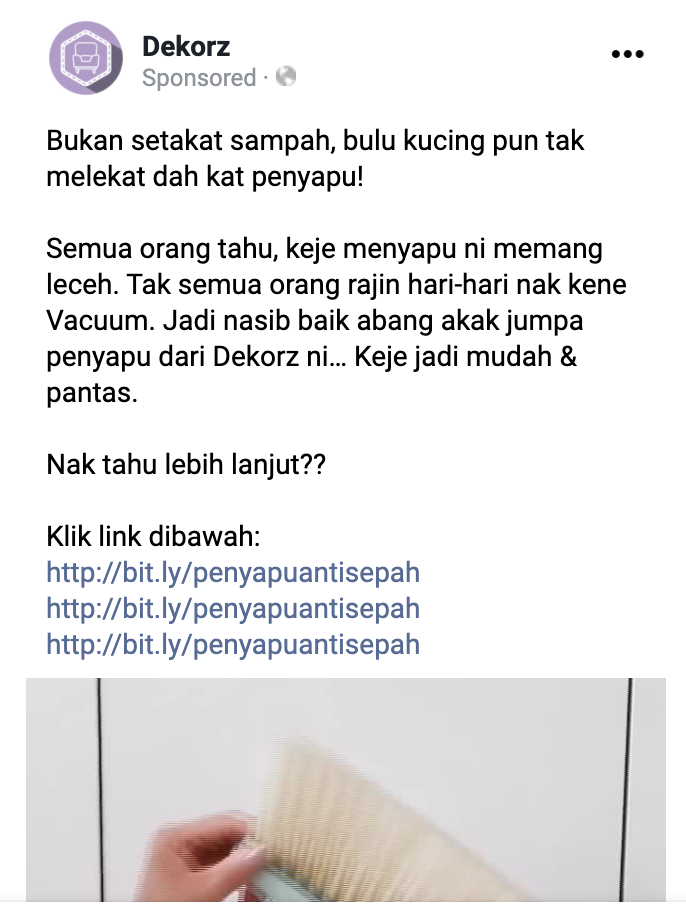 Dekorz
Sponsored ·
Bukan setakat sampah, bulu kucing pun tak
melekat dah kat penyapu!
Semua orang tahu, keje menyapu ni memang
leceh. Tak semua orang rajin hari-hari nak kene
Vacuum. Jadi nasib baik abang akak jumpa
penyapu dari Dekorz ni... Keje jadi mudah &
pantas.
Nak tahu lebih lanjut??
Klik link dibawah:
http://bit.ly/penyapuantisepah
http://bit.ly/penyapuantisepah
http://bit.ly/penyapuantisepah